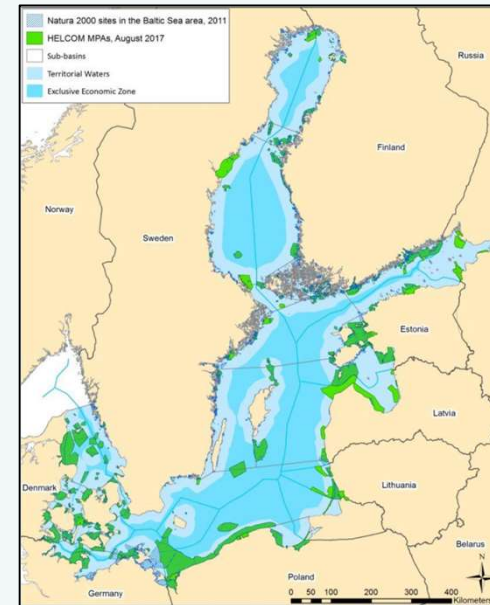 Natura 2000 sites in the Baltic Sea area, 2011
HELCOM MPAs, August 2017
Sub-basins
Territorial Waters
Exclusive Economic Zone
Russia
Finland
Norway
Sweden
Estonia
Latvia
Denmark
Lithuania
Belarus
N
Germany
Poland
0 50 100 200 300 400
Kilometers